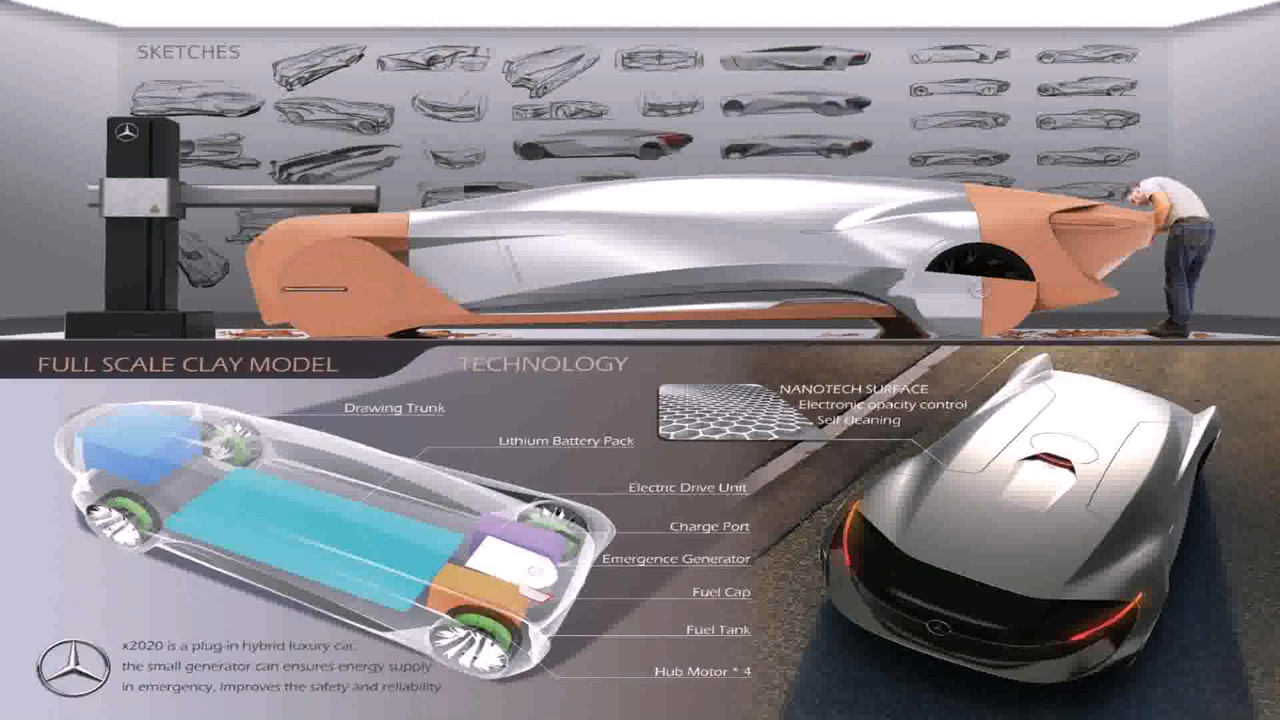 SKETCHES
FULL SCALE CLAY MODEL
TECHNOLOGY
NANOTECH SURFACE
Electronic opacity control
Self cleaning
Drawing Trunk
Lithium Battery Pack
Electric Drive Unit
Charge Port
Emergence Generator
Fuel Cap
Fuel Tank
Hub Motor * 4
x2020 is a plug-in hybrid luxury car.
the small generator can ensures energy supply
in emergency, improves the safety and reliability